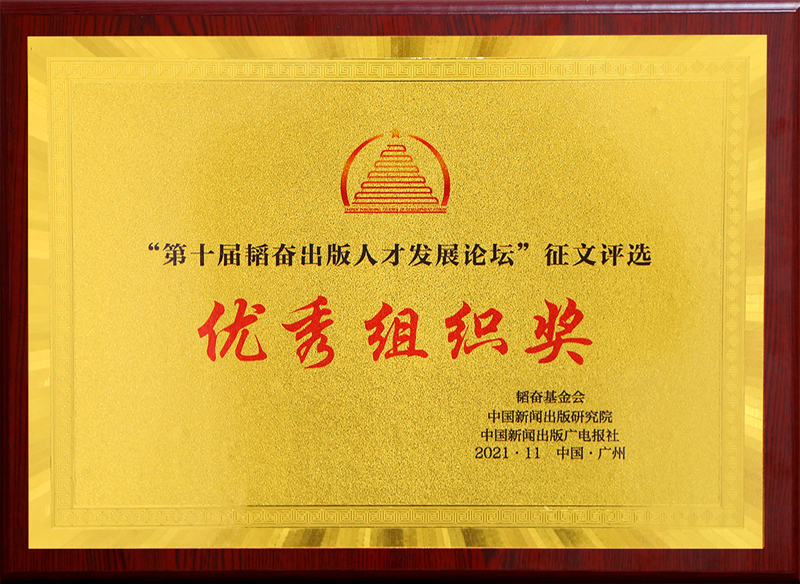 “第十届韬奋出版人才发展论坛”征文评选
优秀组织奖
韬奋基金会
中国新闻出版研究院
中国新闻出版广电报社
2021·11 中国·广州